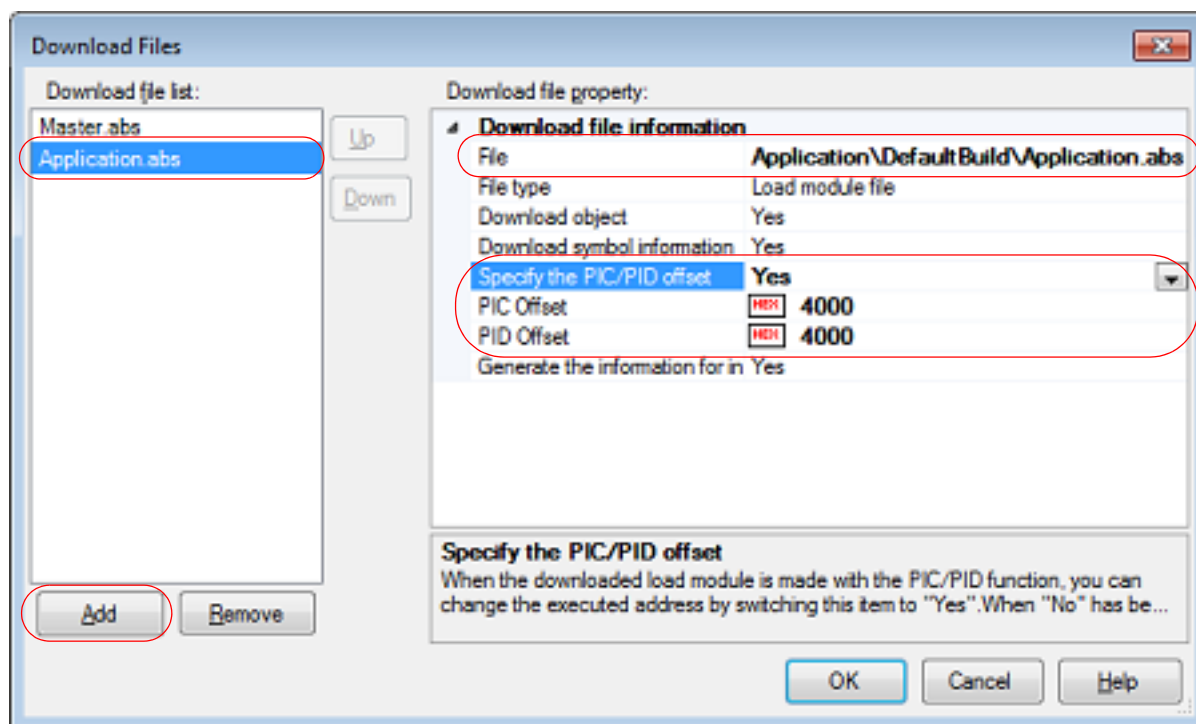 Download Files
Download file list:
Master.abs
Application.abs
Up
Down
Add
Remove
Download file property:
Download file information
File Application\DefaultBuild\Application.abs
File type Load module file
Download object Yes
Download symbol information Yes
Specify the PIC/PID offset Yes
PIC Offset HEX 4000
PID Offset HEX 4000
Generate the information for in Yes
Specify the PIC/PID offset
When the downloaded load module is made with the PIC/PID function, you can
change the executed address by switching this item to "Yes".When "No" has be...
OK
Cancel
Help